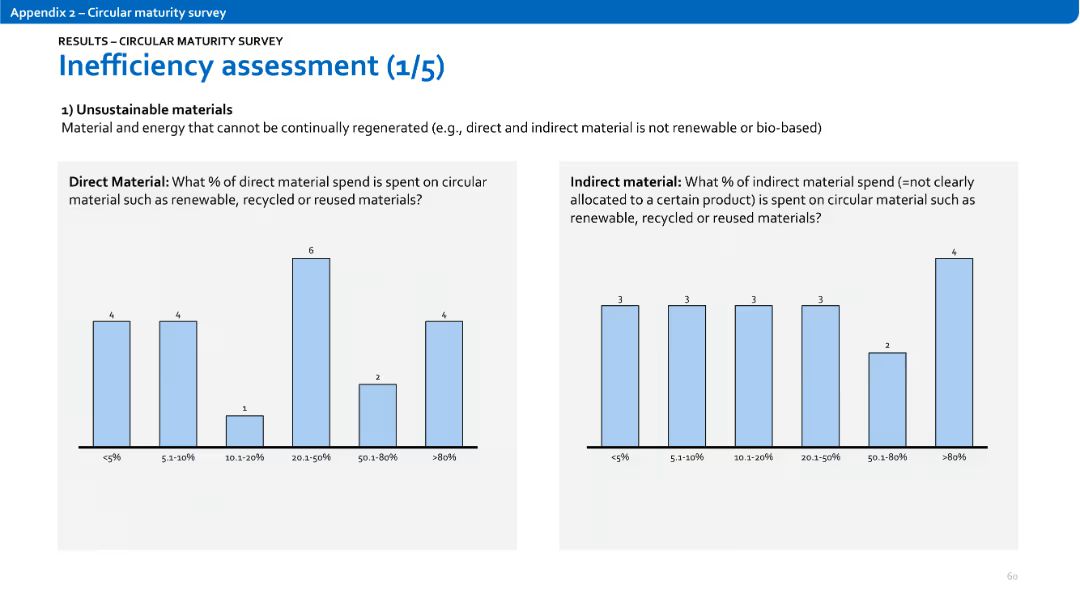 Appendix 2 – Circular maturity survey
RESULTS – CIRCULAR MATURITY SURVEY
Inefficiency assessment (1/5)
1) Unsustainable materials
Material and energy that cannot be continually regenerated (e.g., direct and indirect material is not renewable or bio-based)
Direct Material: What % of direct material spend is spent on circular
material such as renewable, recycled or reused materials?
4
4
1
6
2
4
<5%
5.1-10%
10.1-20%
20.1-50%
50.1-80%
>80%
Indirect material: What % of indirect material spend (=not clearly
allocated to a certain product) is spent on circular material such as
renewable, recycled or reused materials?
3
3
3
3
2
4
<5%
5.1-10%
10.1-20%
20.1-50%
50.1-80%
>80%
60